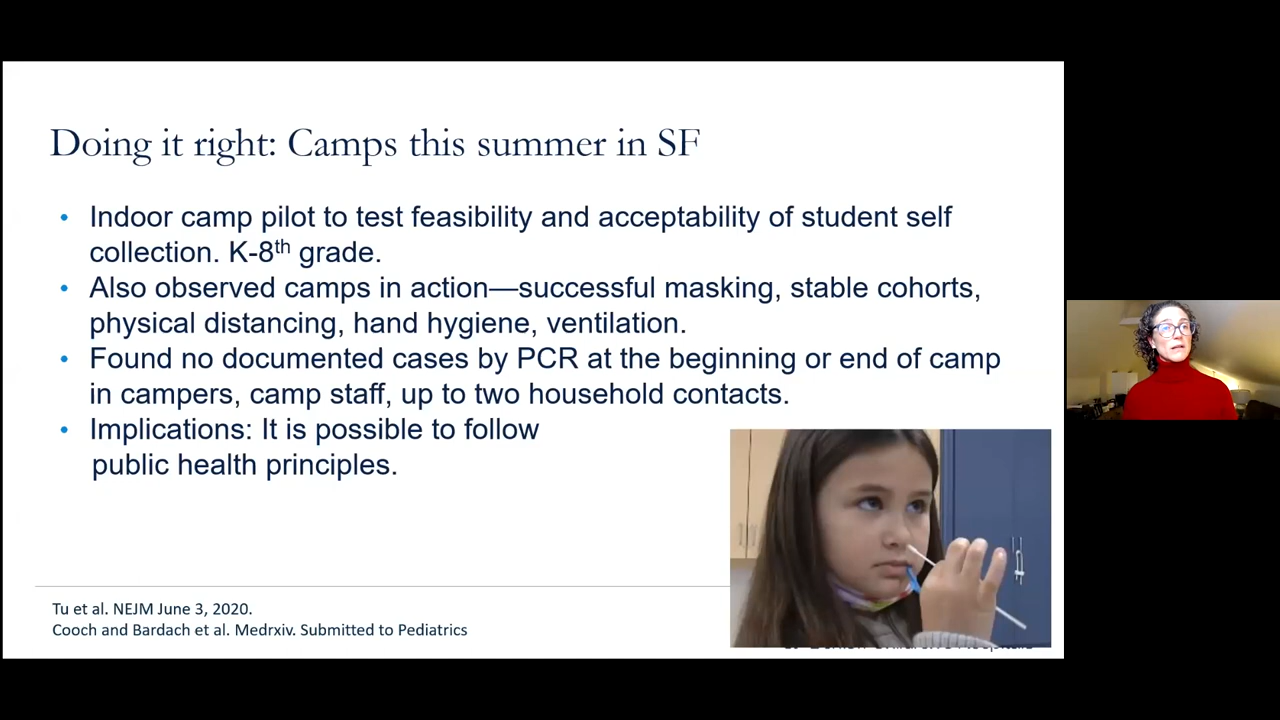 Doing it right: Camps this summer in SF
• Indoor camp pilot to test feasibility and acceptability of student self
collection. K-8th grade.
• Also observed camps in action—successful masking, stable cohorts,
physical distancing, hand hygiene, ventilation.
• Found no documented cases by PCR at the beginning or end of camp
in campers, camp staff, up to two household contacts.
• Implications: It is possible to follow
public health principles.
Tu et al. NEJM June 3, 2020.
Cooch and Bardach et al. Medrxiv. Submitted to Pediatrics